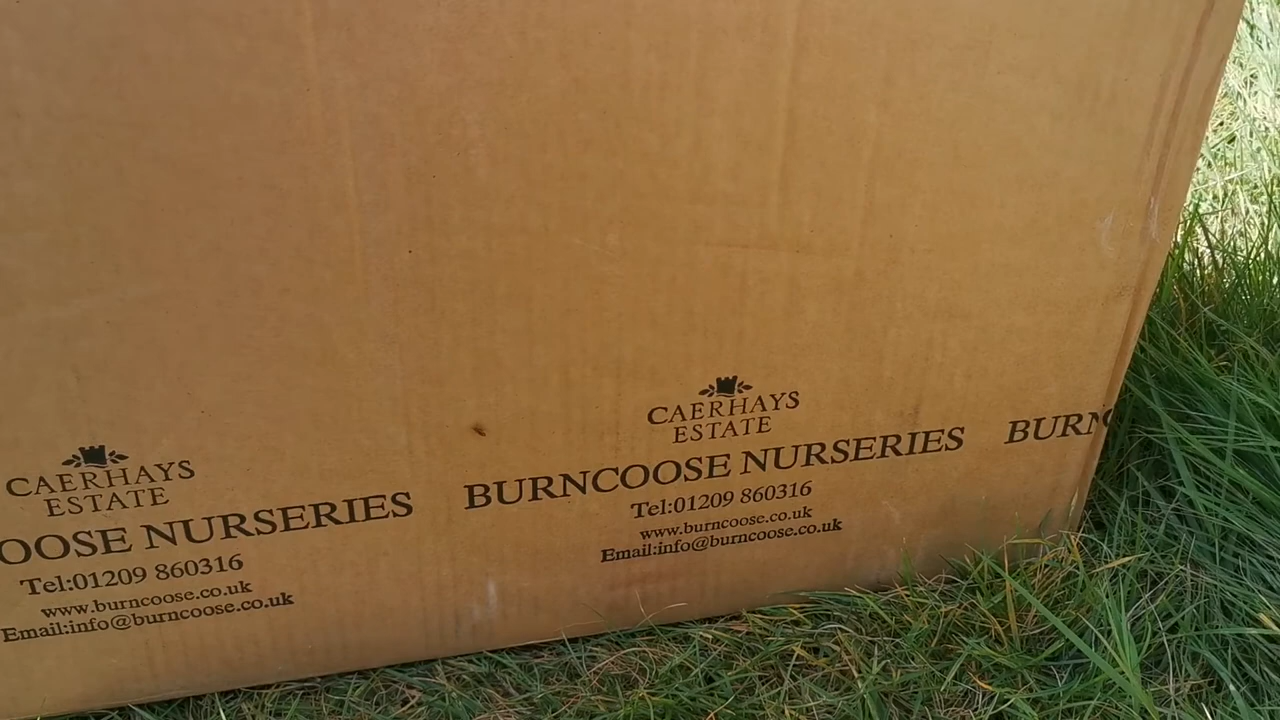 CAERHAYS
ESTATE
OOSE NURSERIES
Tel:01209 860316
www.burncoose.co.uk
Email:info@burncoose.co.uk
CAERHAYS
ESTATE
BURNCOOSE NURSERIES
Tel:01209 860316
www.burncoose.co.uk
Email:info@burncoose.co.uk
BURNC